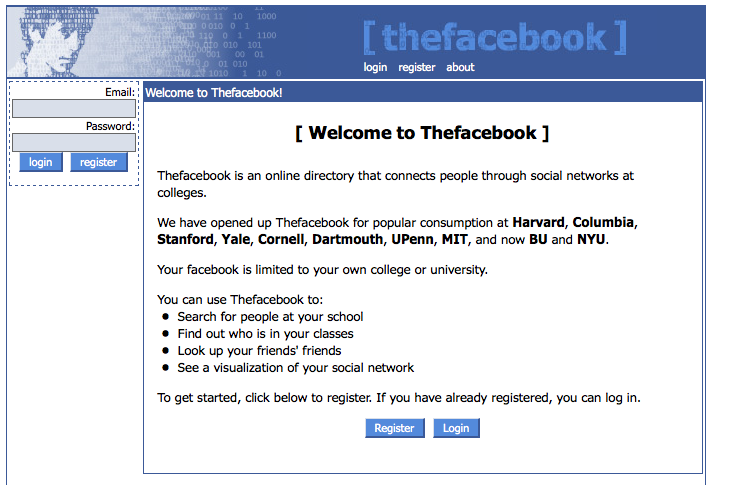 [ thefacebook ]
login register about
Email:
Password:
login register
Welcome to Thefacebook!
[ Welcome to Thefacebook ]
Thefacebook is an online directory that connects people through social networks at
colleges.
We have opened up Thefacebook for popular consumption at Harvard, Columbia,
Stanford, Yale, Cornell, Dartmouth, UPenn, MIT, and now BU and NYU.
Your facebook is limited to your own college or university.
You can use Thefacebook to:
• Search for people at your school
• Find out who is in your classes
• Look up your friends' friends
• See a visualization of your social network
To get started, click below to register. If you have already registered, you can log in.
Register Login